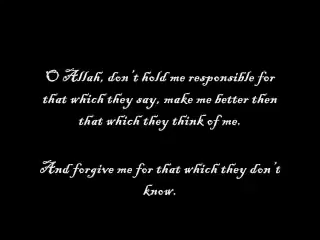 O Allah, don't hold me responsible for
that which they say, make me better then
that which they think of me.
And forgive me for that which they don't
know.